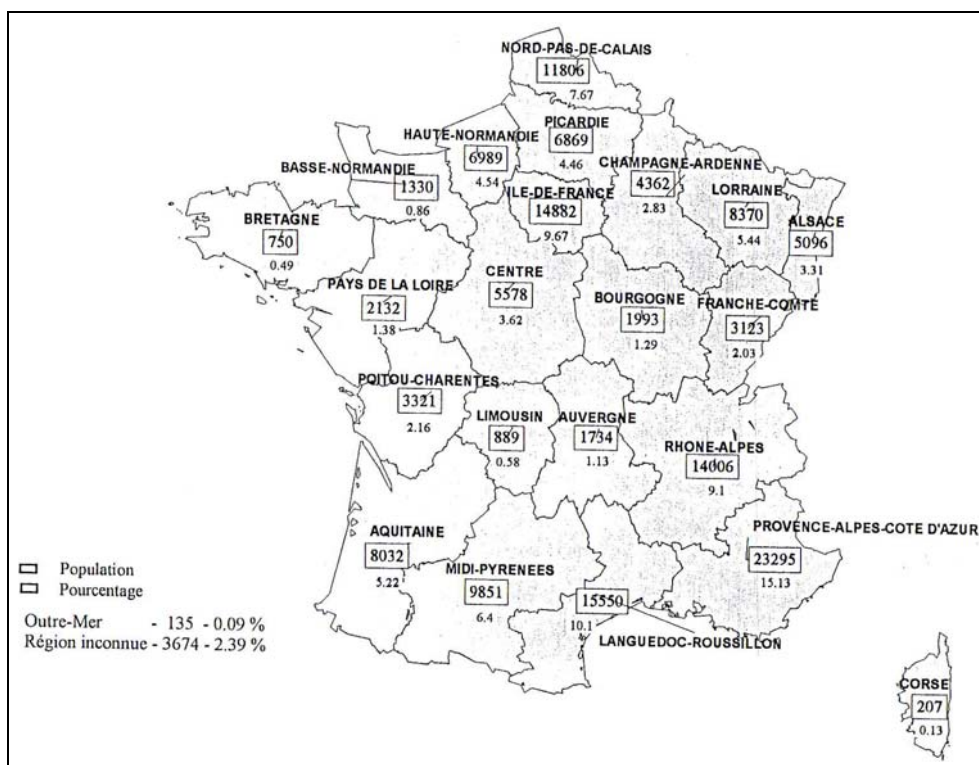 NORD-PAS-DE-CALAIS
11806
7.67
PICARDIE
6869
4.46
HAUTE-NORMANDIE
6989
4.54
BASSE-NORMANDIE
1330
0.86
CHAMPAGNE-ARDENNE
4362
2.83
LORRAINE
8370
5.44
ALSACE
5096
3.31
ILE-DE-FRANCE
14882
9.67
BRETAGNE
750
0.49
PAYS DE LA LOIRE
2132
1.38
CENTRE
5578
3.62
BOURGOGNE
1993
1.29
FRANCHE-COMTE
3123
2.03
POITOU-CHARENTES
3321
2.16
LIMOUSIN
889
0.58
AUVERGNE
1734
1.13
RHONE-ALPES
14006
9.1
AQUITAINE
8032
5.22
MIDI-PYRENEES
9851
6.4
15550
10.1
LANGUEDOC-ROUSSILLON
PROVENCE-ALPES-COTE D'AZUR
23295
15.13
CORSE
207
0.13
Population
Pourcentage
Outre-Mer - 135 - 0.09 %
Région inconnue - 3674 - 2.39 %